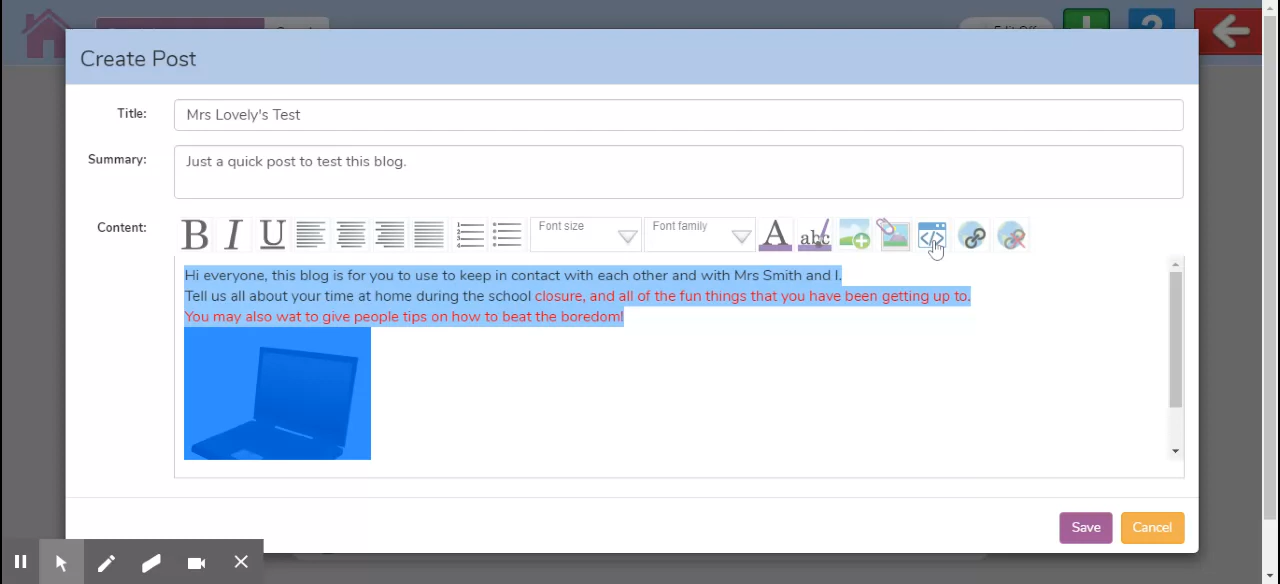 Create Post
Title:
Mrs Lovely's Test
Summary:
Just a quick post to test this blog.
Content:
B I U
Font size
Font family
A
abc
Hi everyone, this blog is for you to use to keep in contact with each other and with Mrs Smith and I.
Tell us all about your time at home during the school closure, and all of the fun things that you have been getting up to.
You may also wat to give people tips on how to beat the boredom!
Save
Cancel